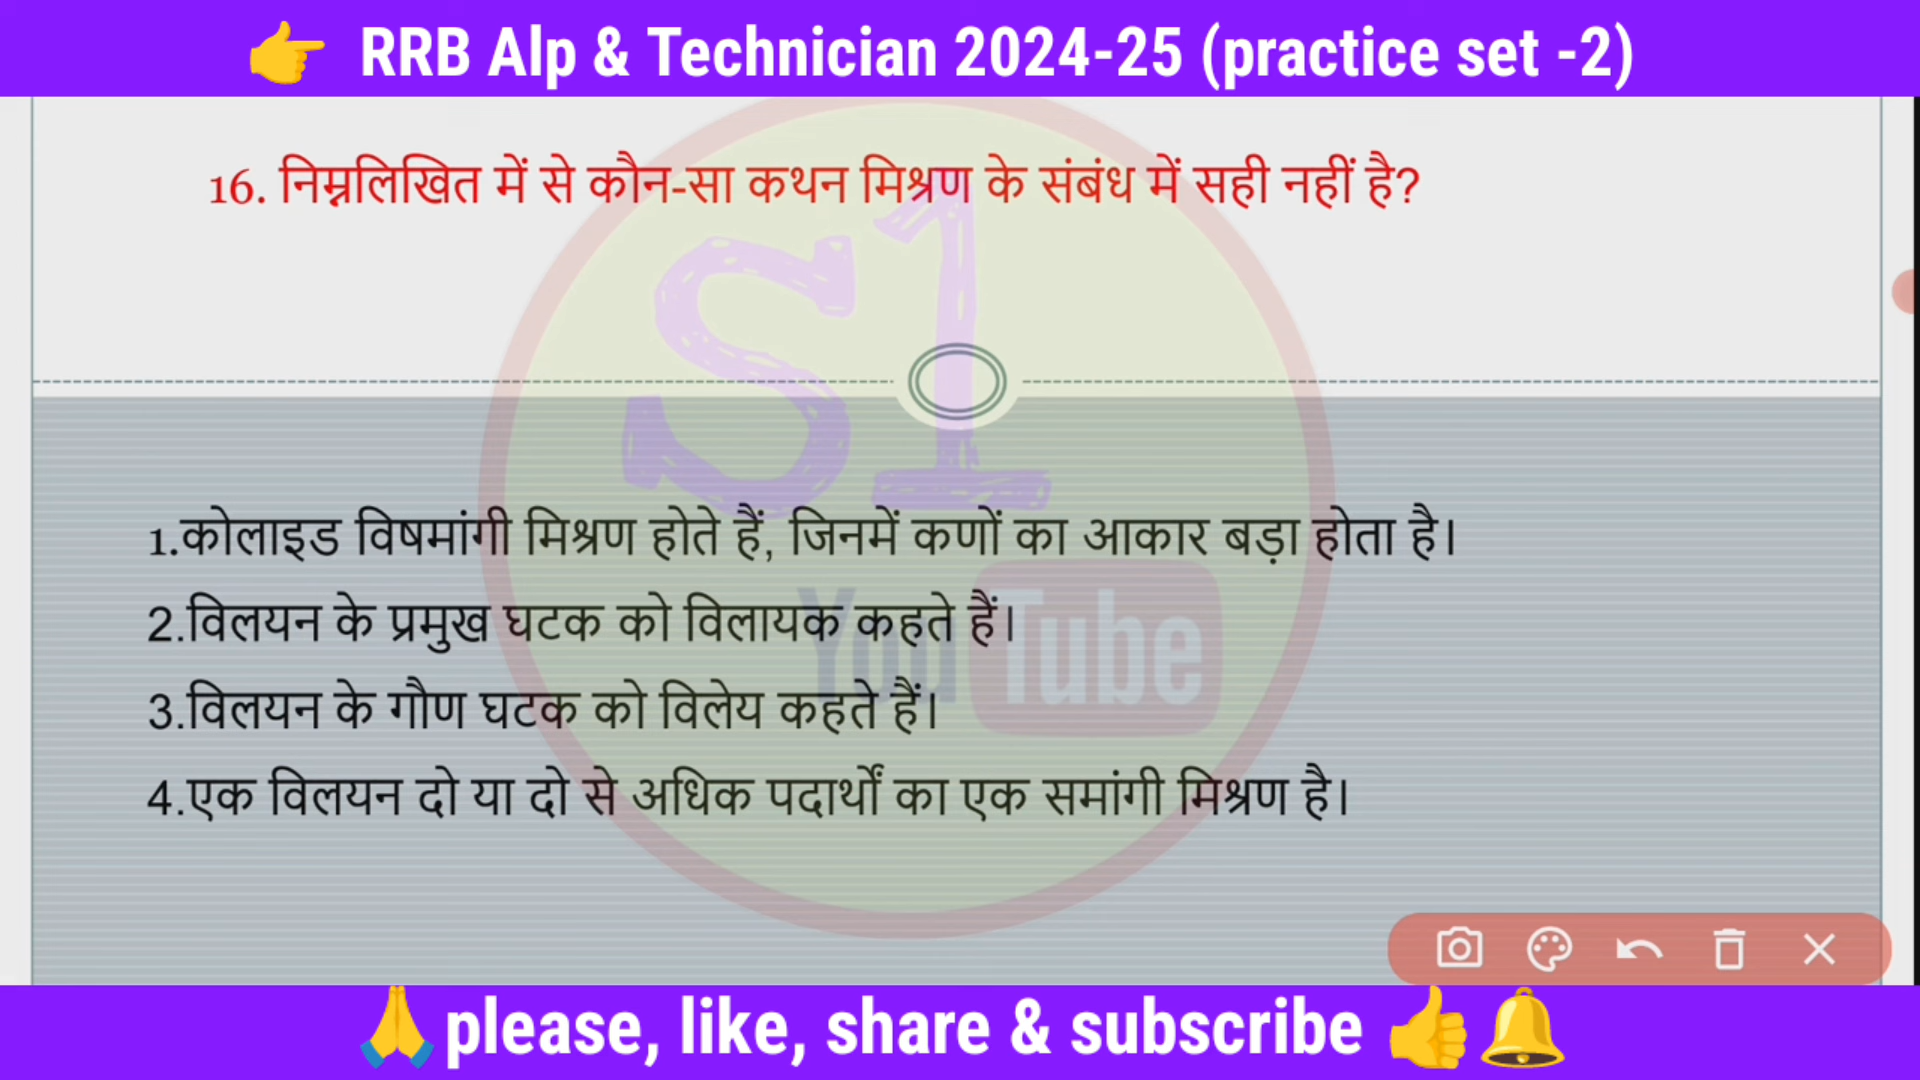 👉 RRB Alp & Technician 2024-25 (practice set -2)
16. निम्नलिखित में से कौन-सा कथन मिश्रण के संबंध में सही नहीं है?
S1
YouTube
1.कोलाइड विषमांगी मिश्रण होते हैं, जिनमें कणों का आकार बड़ा होता है।
2.विलयन के प्रमुख घटक को विलायक कहते हैं।
3.विलयन के गौण घटक को विलेय कहते हैं।
4.एक विलयन दो या दो से अधिक पदार्थों का एक समांगी मिश्रण है।
🙏please, like, share & subscribe 👍🔔